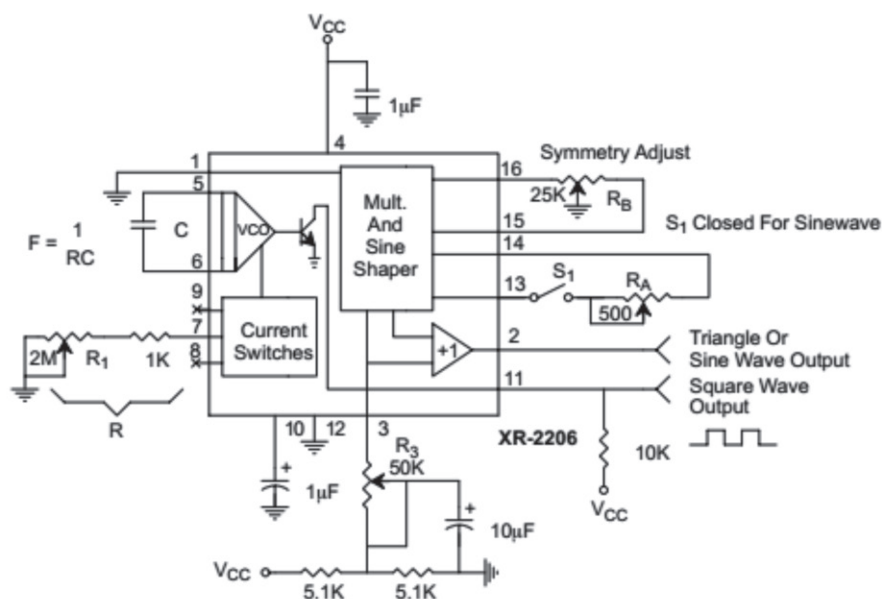 VCC
1μF
4
1
16
Symmetry Adjust
5
25K
RB
Mult.
And
Sine
Shaper
VCO
C
F = 1
RC
15
S1 Closed For Sinewave
14
6
13
S1
RA
500
9
7
8
Current
Switches
2M
R1
1K
+1
2
Triangle Or
Sine Wave Output
11
Square Wave
Output
R
10
12
3
XR-2206
10K
R3
50K
1μF
+
+
10μF
VCC
VCC
5.1K
5.1K